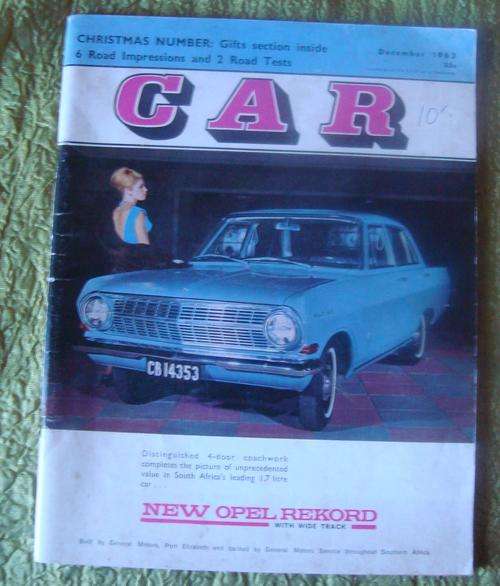 CHRISTMAS NUMBER: Gifts section inside
December 1963
6 Road Impressions and 2 Road Tests
CAR
10/-
CB14353
Distinguished 4-door coachwork
completes the picture of unprecedented
value in South Africa's leading 1.7 litre
car . . .
NEW OPEL REKORD
WITH WIDE TRACK
Built By General Motors, Port Elizabeth and backed by General Motors Service throughout Southern Africa